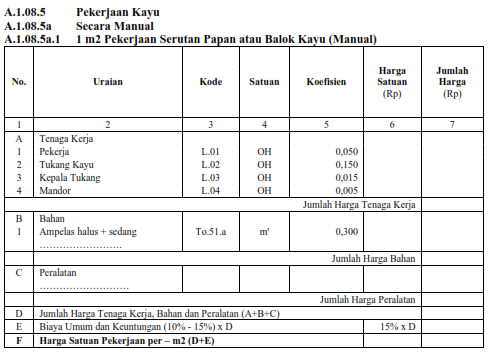 A.1.08.5 Pekerjaan Kayu
A.1.08.5a Secara Manual
A.1.08.5a.1 1 m2 Pekerjaan Serutan Papan atau Balok Kayu (Manual)
No. Uraian Kode Satuan Koefisien Harga Satuan (Rp) Jumlah Harga (Rp)
1 2 3 4 5 6 7
A Tenaga Kerja
1 Pekerja L.01 OH 0,050
2 Tukang Kayu L.02 OH 0,150
3 Kepala Tukang L.03 OH 0,015
4 Mandor L.04 OH 0,005
Jumlah Harga Tenaga Kerja
B Bahan
1 Ampelas halus + sedang To.51.a m' 0,300
…………………….
Jumlah Harga Bahan
C Peralatan
………………………
Jumlah Harga Peralatan
D Jumlah Harga Tenaga Kerja, Bahan dan Peralatan (A+B+C)
E Biaya Umum dan Keuntungan (10% - 15%) x D 15% x D
F Harga Satuan Pekerjaan per – m2 (D+E)